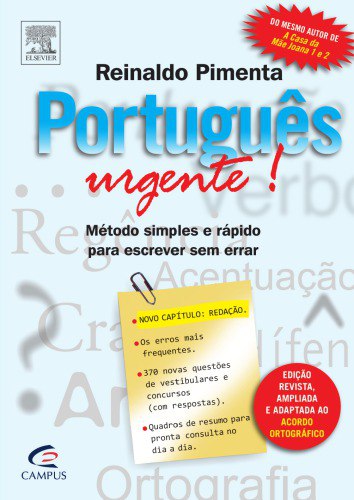 ELSEVIER
DO MESMO AUTOR DE
A Casa da
Mãe Joana 1 e 2
Reinaldo Pimenta
Português
urgente!
Método simples e rápido
para escrever sem errar
Verbo
Regência
Acentuação
Cra
ífen
NOVO CAPÍTULO: REDAÇÃO.
Os erros mais
frequentes.
370 novas questões
de vestibulares e
concursos
(com respostas).
Quadros de resumo para
pronta consulta no
dia a dia.
EDIÇÃO
REVISTA,
AMPLIADA
E ADAPTADA AO
ACORDO
ORTOGRÁFICO
Ortografia
CAMPUS